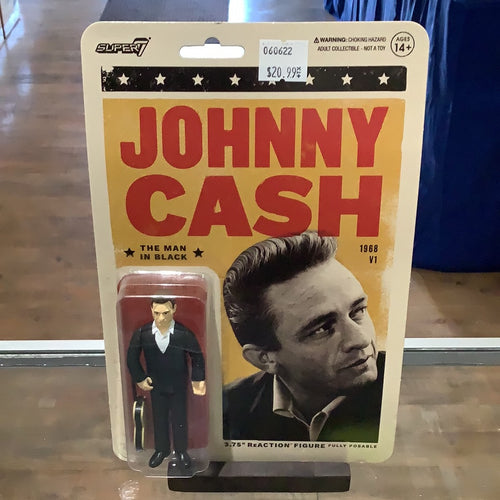 SUPER7
⚠WARNING: CHOKING HAZARD
ADULT COLLECTIBLE - NOT A TOY
AGES
14+
060622
$20.99
JOHNNY
CASH
THE MAN
IN BLACK
1968
V1
3.75" ReACTION FIGURE FULLY POSABLE